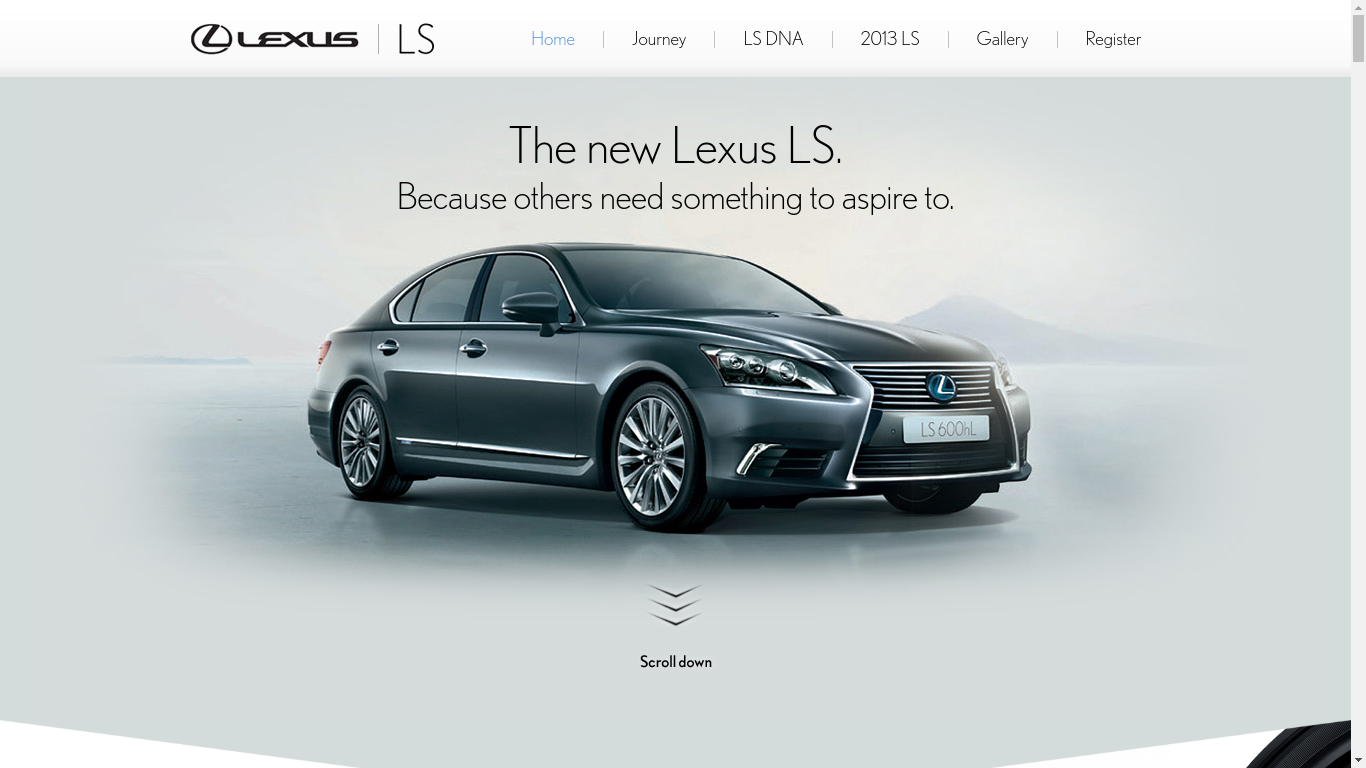 LEXUS LS
Home
Journey
LS DNA
2013 LS
Gallery
Register
The new Lexus LS.
Because others need something to aspire to.
LS 600hL
Scroll down